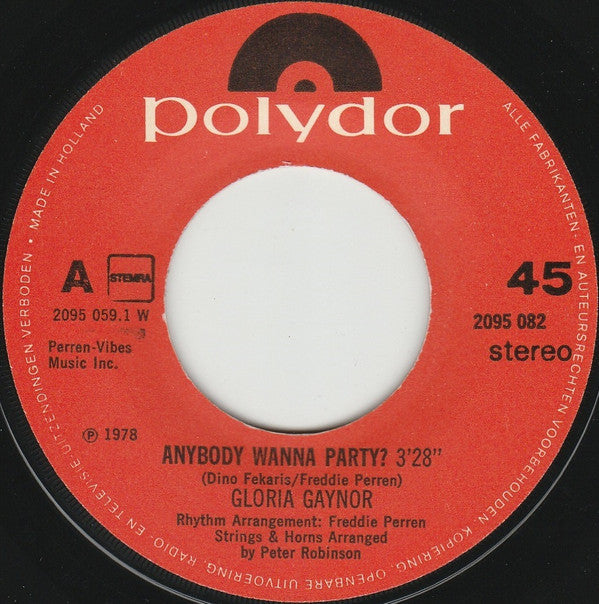 polydor
A
STEMRA
2095 059.1 W
Perren-Vibes
Music Inc.
℗ 1978
45
2095 082
stereo
ANYBODY WANNA PARTY? 3'28"
(Dino Fekaris/Freddie Perren)
GLORIA GAYNOR
Rhythm Arrangement: Freddie Perren
Strings & Horns Arranged
by Peter Robinson
ALLE FABRIKANTEN- EN AUTEURSRECHTEN VOORBEHOUDEN. KOPIËRING, OPENBARE UITVOERING, RADIO- EN TELEVISIE-UITZENDINGEN VERBODEN • MADE IN HOLLAND